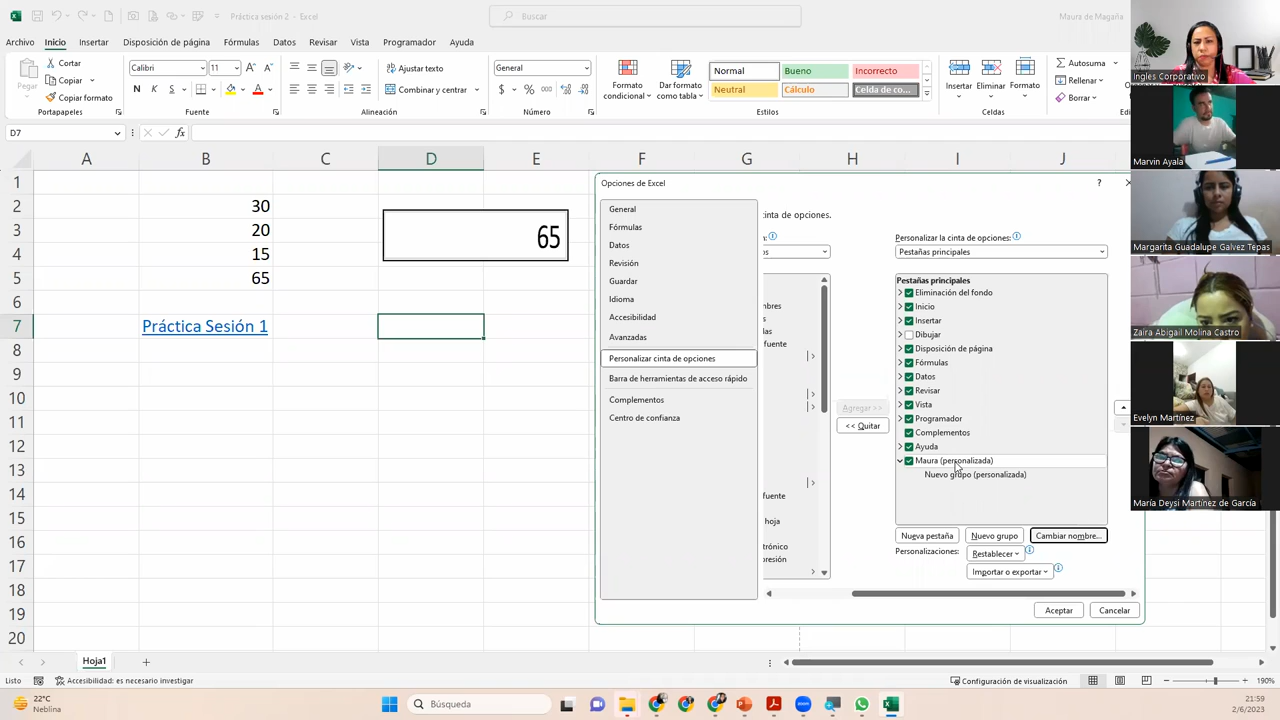 Práctica sesión 2 - Excel
Buscar
Maura de Magaña
Archivo Inicio Insertar Disposición de página Fórmulas Datos Revisar Vista Programador Ayuda
Pegar
Cortar
Copiar
Copiar formato
Portapapeles
Calibri 11
N K S
Fuente
Ajustar texto
Combinar y centrar
Alineación
General
% 000
Número
Formato condicional
Dar formato como tabla
Normal Bueno Incorrecto
Neutral Cálculo Celda de co...
Estilos
Insertar Eliminar Formato
Celdas
Autosuma
Rellenar
Borrar
D7
fx
A B C D E F G H I J
1
2 30
3 20 65
4 15
5 65
6
7 Práctica Sesión 1
8
9
10
11
12
13
14
15
16
17
18
19
20
Opciones de Excel
?
General
Fórmulas
Datos
Revisión
Guardar
Idioma
Accesibilidad
Avanzadas
Personalizar cinta de opciones
Barra de herramientas de acceso rápido
Complementos
Centro de confianza
cinta de opciones.
Agregar >>
<< Quitar
Personalizar la cinta de opciones:
Pestañas principales
Pestañas principales
Eliminación del fondo
Inicio
Insertar
Dibujar
Disposición de página
Fórmulas
Datos
Revisar
Vista
Programador
Complementos
Ayuda
Maura (personalizada)
Nuevo grupo (personalizada)
Nueva pestaña Nuevo grupo Cambiar nombre...
Personalizaciones: Restablecer
Importar o exportar
Aceptar Cancelar
Ingles Corporativo
Marvin Ayala
Margarita Guadalupe Galvez Tepas
Zaira Abigail Molina Castro
Evelyn Martínez
María Deysi Martínez de García
Hoja1
Listo
Accesibilidad: es necesario investigar
Configuración de visualización
190%
22°C
Neblina
Búsqueda
21:59
2/6/2023